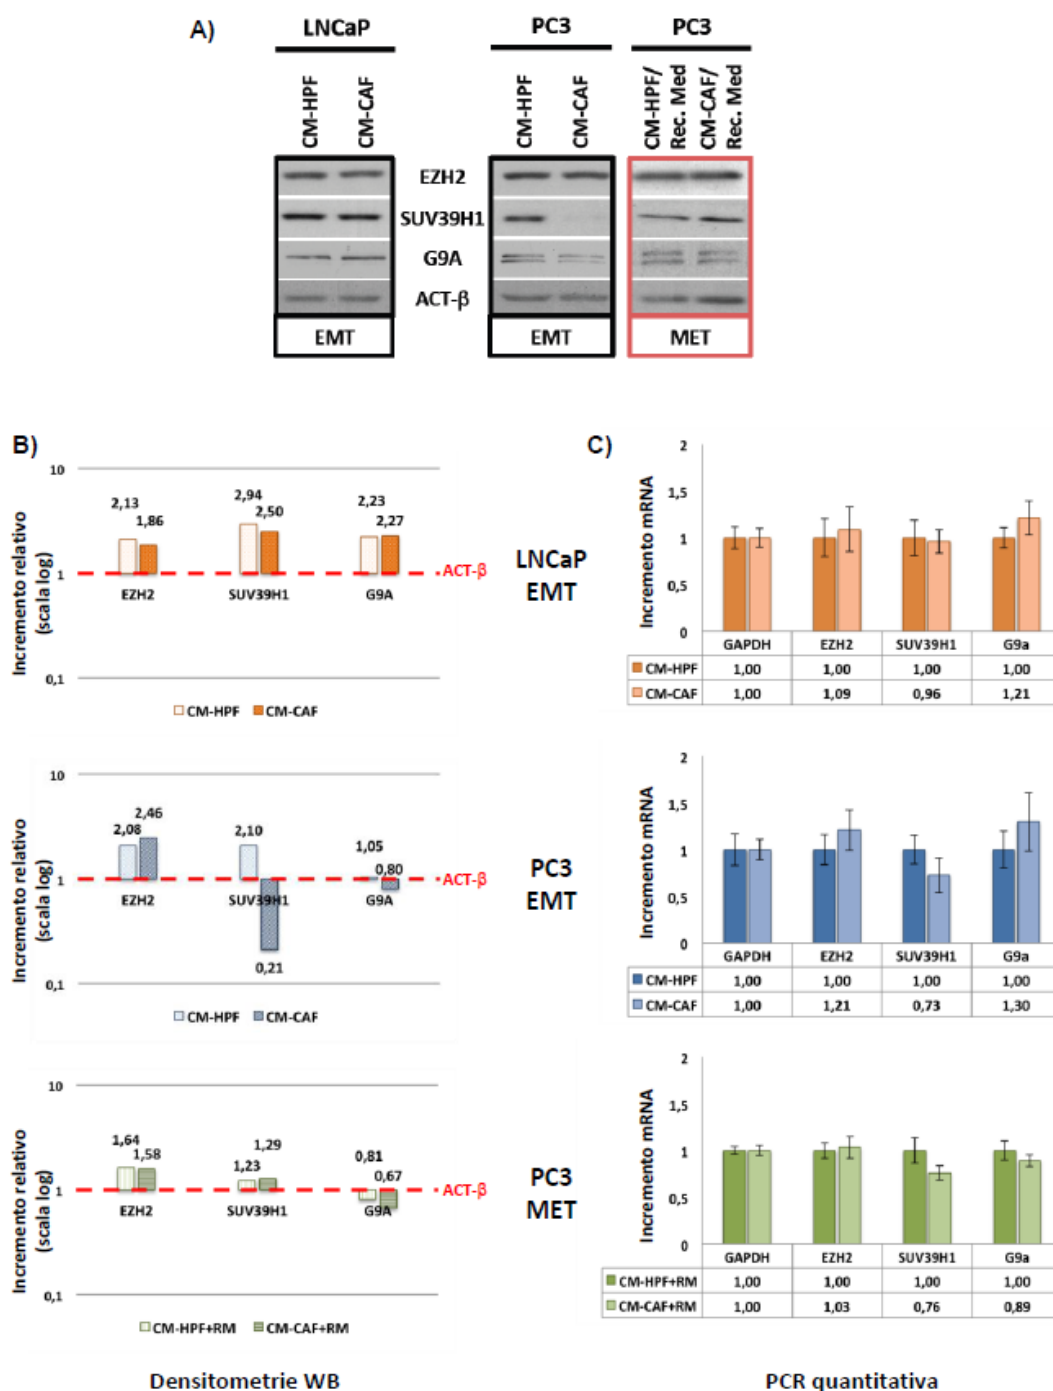 A)
LNCaP
PC3
PC3
CM-HPF
CM-CAF
CM-HPF
CM-CAF
CM-HPF/
Rec. Med
CM-CAF/
Rec. Med
EZH2
SUV39H1
G9A
ACT-β
EMT
EMT
MET
B)
Incremento relativo
(scala log)
10
1
0,1
2,13
1,86
2,94
2,50
2,23
2,27
ACT-β
EZH2
SUV39H1
G9A
CM-HPF
CM-CAF
LNCaP
EMT
C)
Incremento mRNA
2
1,5
1
0,5
0
GAPDH EZH2 SUV39H1 G9a
CM-HPF 1,00 1,00 1,00 1,00
CM-CAF 1,00 1,09 0,96 1,21
Incremento relativo
(scala log)
10
1
0,1
2,08
2,46
2,10
0,21
1,05
0,80
ACT-β
EZH2
SUV39H1
G9A
CM-HPF
CM-CAF
PC3
EMT
Incremento mRNA
2
1,5
1
0,5
0
GAPDH EZH2 SUV39H1 G9a
CM-HPF 1,00 1,00 1,00 1,00
CM-CAF 1,00 1,21 0,73 1,30
Incremento relativo
(scala log)
10
1
0,1
1,64
1,58
1,23
1,29
0,81
0,67
ACT-β
EZH2
SUV39H1
G9A
CM-HPF+RM
CM-CAF+RM
PC3
MET
Incremento mRNA
2
1,5
1
0,5
0
GAPDH EZH2 SUV39H1 G9a
CM-HPF+RM 1,00 1,00 1,00 1,00
CM-CAF+RM 1,00 1,03 0,76 0,89
Densitometrie WB
PCR quantitativa